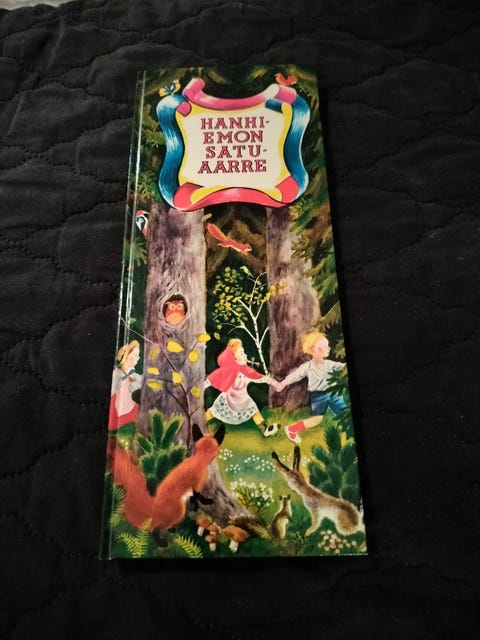 HANHI-
EMON
SATU-
AARRE